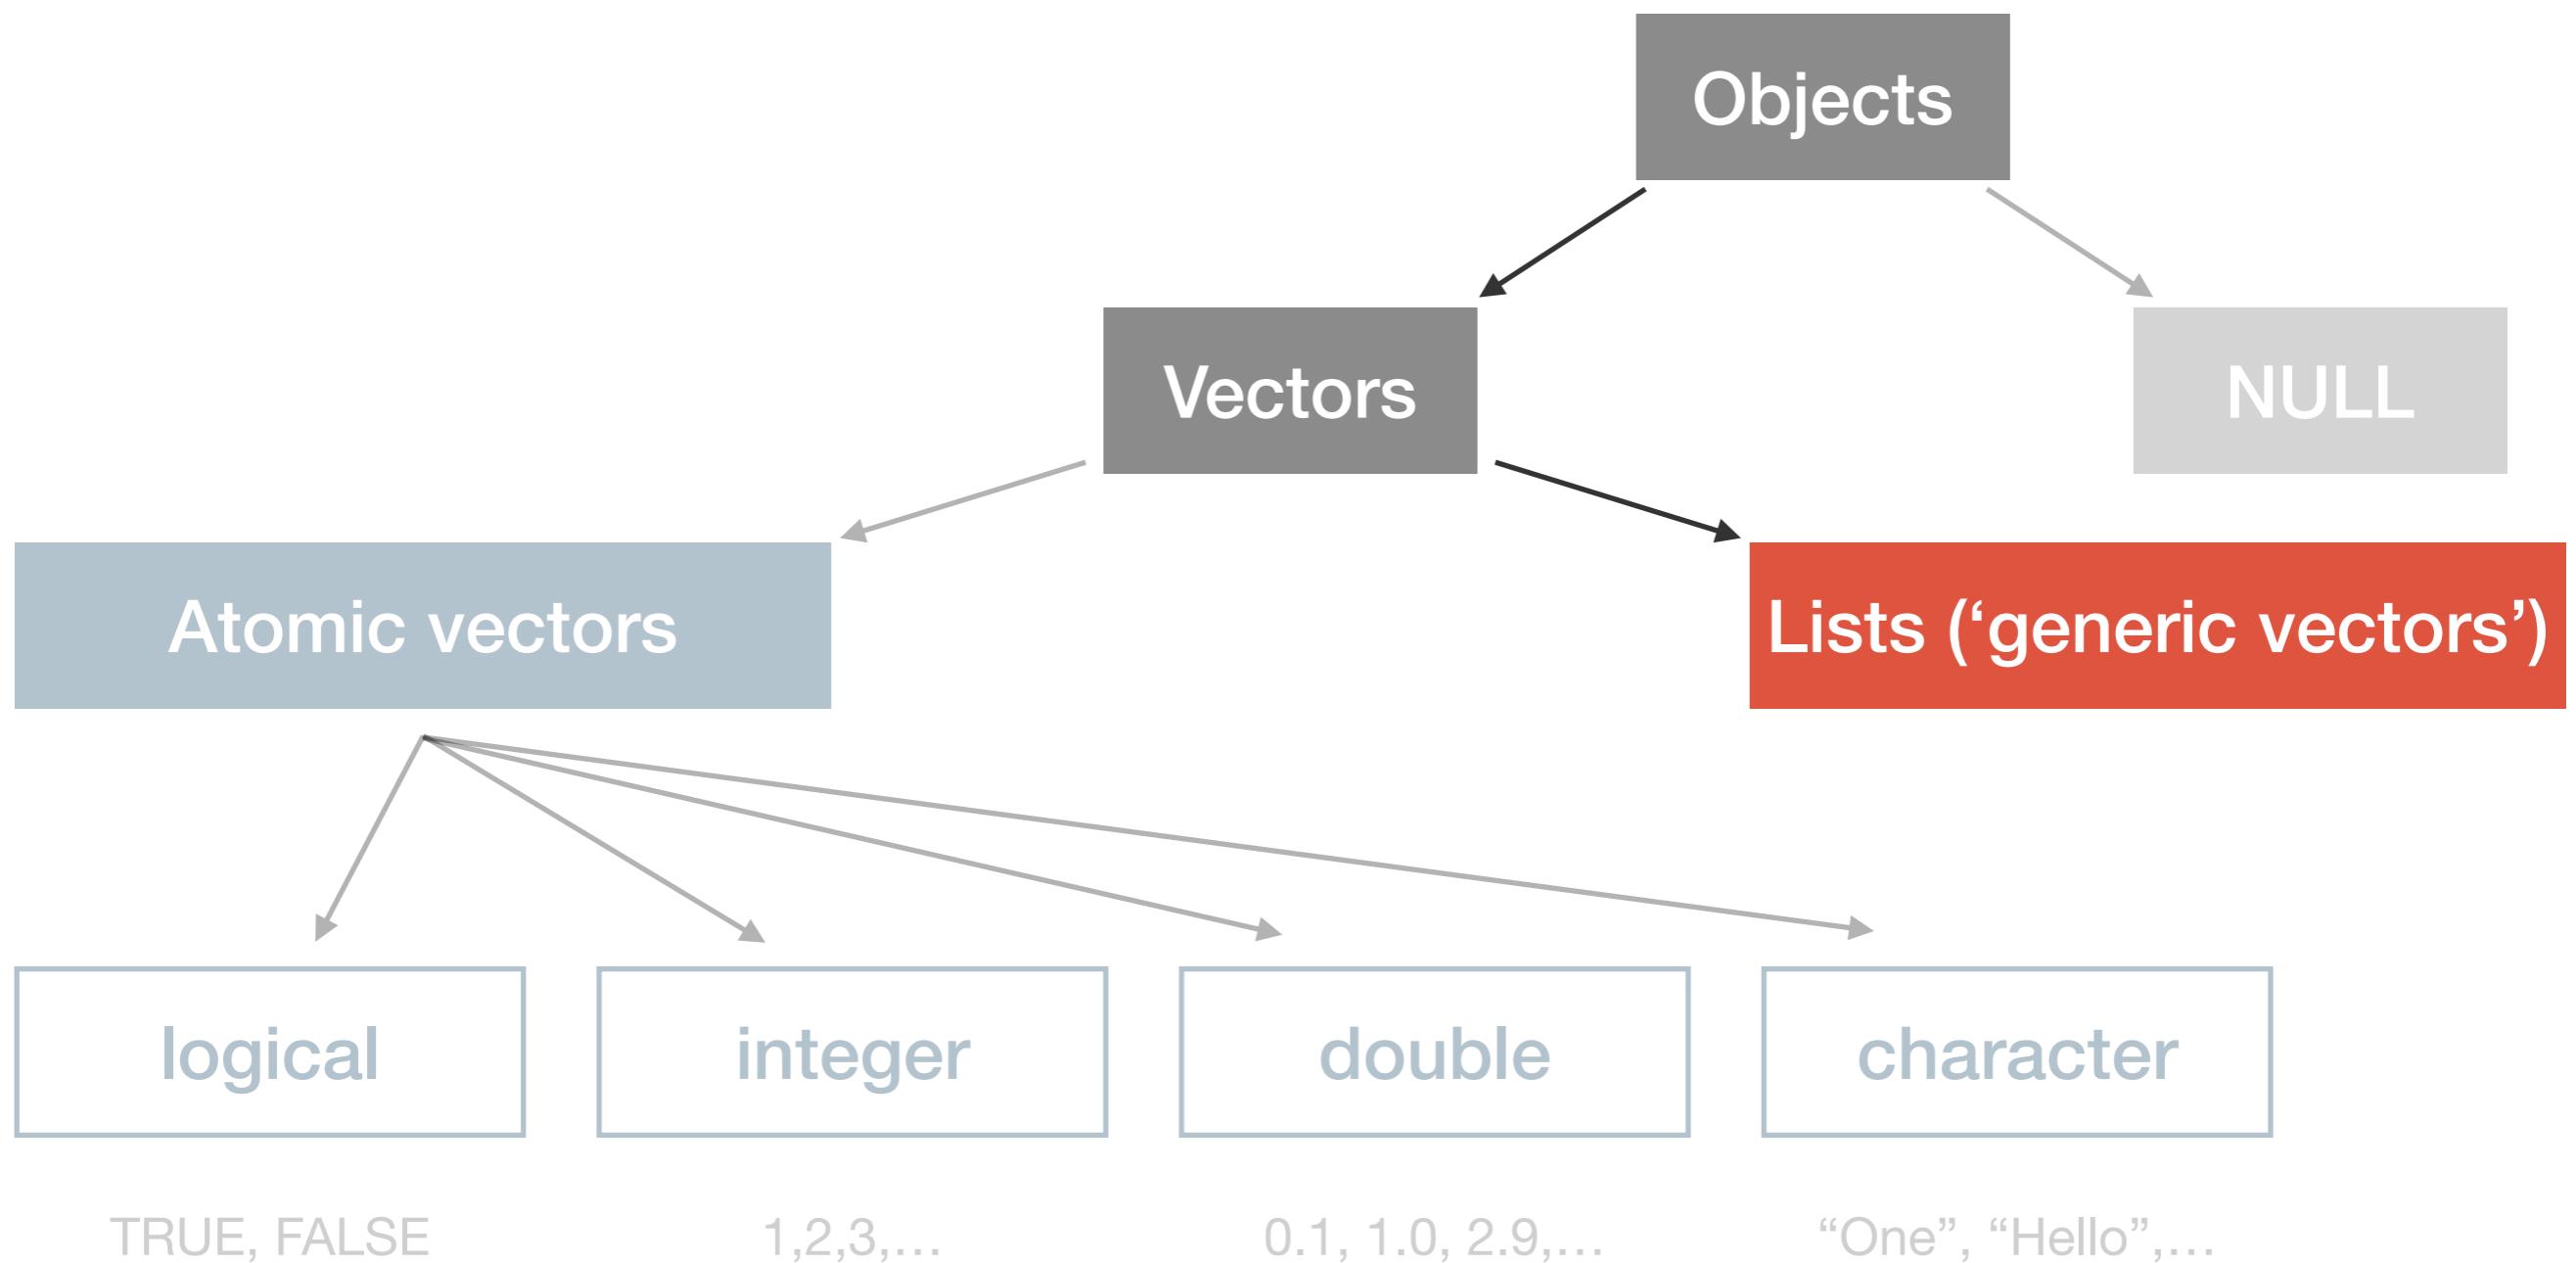 Objects
Vectors
NULL
Atomic vectors
Lists (‘generic vectors’)
logical
integer
double
character
TRUE, FALSE
1,2,3,…
0.1, 1.0, 2.9,…
“One”, “Hello”,…